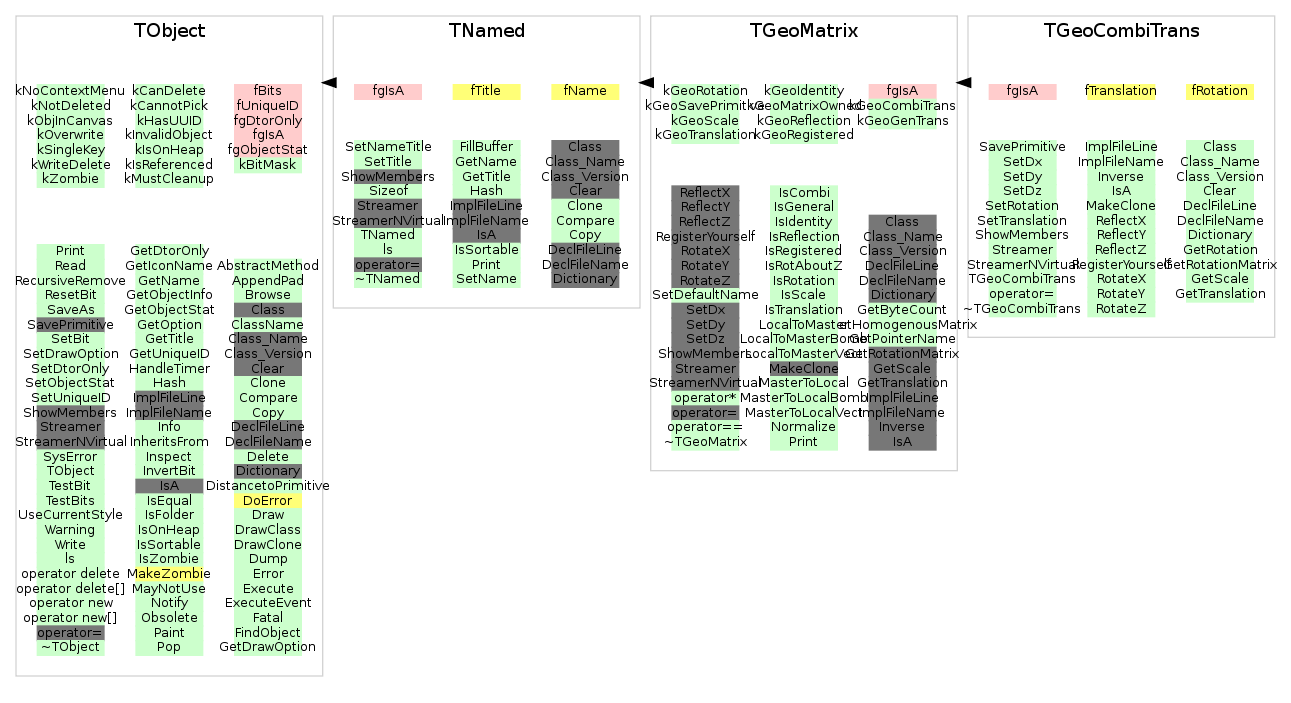 TObject
kNoContextMenu kCanDelete fBits
kNotDeleted kCannotPick fUniqueID
kObjInCanvas kHasUUID fgDtorOnly
kOverwrite kInvalidObject fgIsA
kSingleKey kIsOnHeap fgObjectStat
kWriteDelete kIsReferenced kBitMask
kZombie kMustCleanup
Print GetDtorOnly
Read GetIconName AbstractMethod
RecursiveRemove GetName AppendPad
ResetBit GetObjectInfo Browse
SaveAs GetObjectStat Class
SavePrimitive GetOption ClassName
SetBit GetTitle Class_Name
SetDrawOption GetUniqueID Class_Version
SetDtorOnly HandleTimer Clear
SetObjectStat Hash Clone
SetUniqueID ImplFileLine Compare
ShowMembers ImplFileName Copy
Streamer Info DeclFileLine
StreamerNVirtual InheritsFrom DeclFileName
SysError Inspect Delete
TObject InvertBit Dictionary
TestBit IsA DistancetoPrimitive
TestBits IsEqual DoError
UseCurrentStyle IsFolder Draw
Warning IsOnHeap DrawClass
Write IsSortable DrawClone
ls IsZombie Dump
operator delete MakeZombie Error
operator delete[] MayNotUse Execute
operator new Notify ExecuteEvent
operator new[] Obsolete Fatal
operator= Paint FindObject
~TObject Pop GetDrawOption
TNamed
fgIsA fTitle fName
SetNameTitle FillBuffer Class
SetTitle GetName Class_Name
ShowMembers GetTitle Class_Version
Sizeof Hash Clear
Streamer ImplFileLine Clone
StreamerNVirtual ImplFileName Compare
TNamed IsA Copy
ls IsSortable DeclFileLine
operator= Print DeclFileName
~TNamed SetName Dictionary
TGeoMatrix
kGeoRotation kGeoIdentity fgIsA
kGeoSavePrimitive kGeoMatrixOwned kGeoCombiTrans
kGeoScale kGeoReflection kGeoGenTrans
kGeoTranslation kGeoRegistered
ReflectX IsCombi
ReflectY IsGeneral
ReflectZ IsIdentity Class
RegisterYourself IsReflection Class_Name
RotateX IsRegistered Class_Version
RotateY IsRotAboutZ DeclFileLine
RotateZ IsRotation DeclFileName
SetDefaultName IsScale Dictionary
SetDx IsTranslation GetByteCount
SetDy LocalToMaster GetHomogenousMatrix
SetDz LocalToMasterBomb GetPointerName
ShowMembers LocalToMasterVect GetRotationMatrix
Streamer MakeClone GetScale
StreamerNVirtual MasterToLocal GetTranslation
operator* MasterToLocalBomb ImplFileLine
operator= MasterToLocalVect ImplFileName
operator== Normalize Inverse
~TGeoMatrix Print IsA
TGeoCombiTrans
fgIsA fTranslation fRotation
SavePrimitive ImplFileLine Class
SetDx ImplFileName Class_Name
SetDy Inverse Class_Version
SetDz IsA Clear
SetRotation MakeClone DeclFileLine
SetTranslation ReflectX DeclFileName
ShowMembers ReflectY Dictionary
Streamer ReflectZ GetRotation
StreamerNVirtual RegisterYourself GetRotationMatrix
TGeoCombiTrans RotateX GetScale
operator= RotateY GetTranslation
~TGeoCombiTrans RotateZ